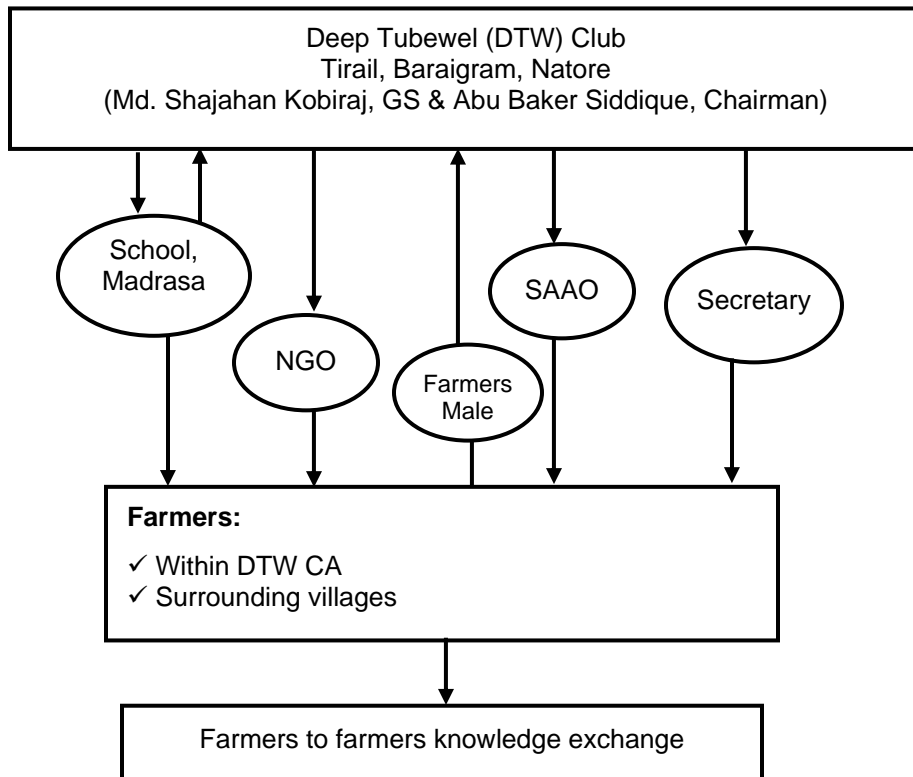 Deep Tubewel (DTW) Club
Tirail, Baraigram, Natore
(Md. Shajahan Kobiraj, GS & Abu Baker Siddique, Chairman)
School,
Madrasa
SAAO
Secretary
NGO
Farmers
Male
Farmers:
✓ Within DTW CA
✓ Surrounding villages
Farmers to farmers knowledge exchange